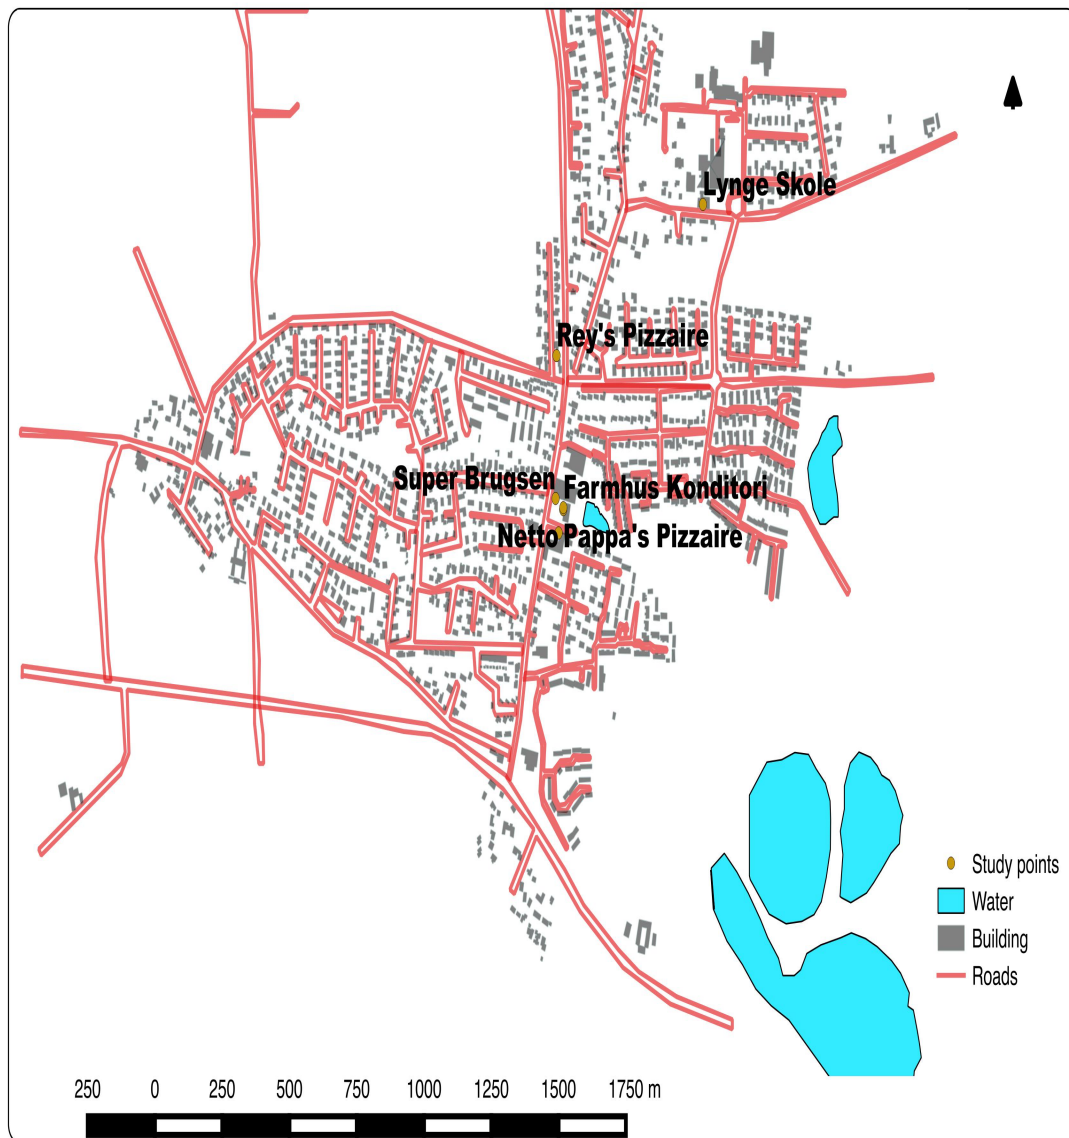 Lynge Skole
Rey's Pizzaire
Super Brugsen
Farmhus Konditori
Netto
Pappa's Pizzaire
Study points
Water
Building
Roads
250 0 250 500 750 1000 1250 1500 1750 m